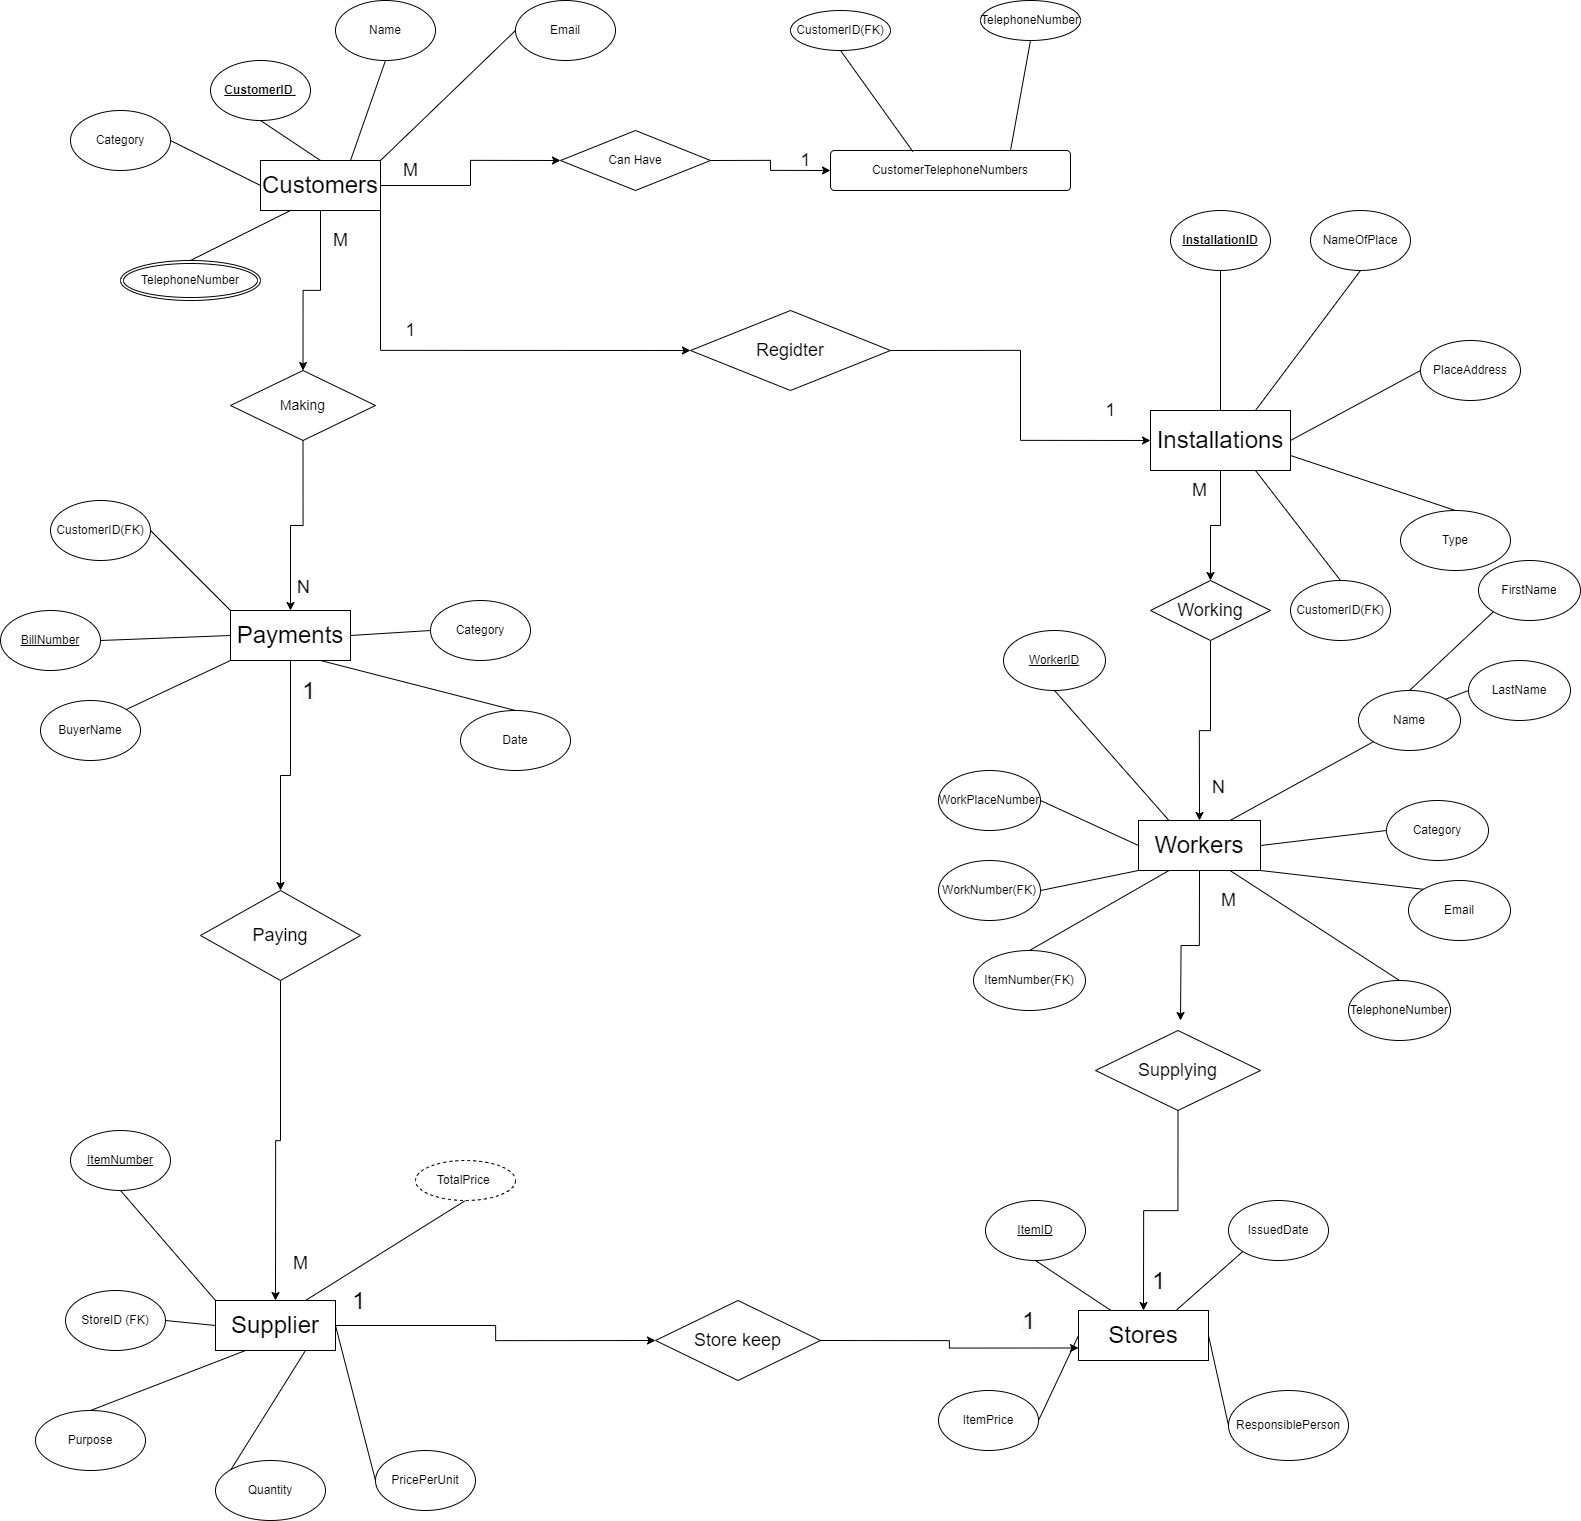 Name
Email
CustomerID(FK)
TelephoneNumber
CustomerID
Category
Customers
M
Can Have
1
CustomerTelephoneNumbers
M
TelephoneNumber
InstallationID
NameOfPlace
1
Regidter
PlaceAddress
1
Making
Installations
M
CustomerID(FK)
Type
N
FirstName
Working
CustomerID(FK)
BillNumber
Payments
Category
WorkerID
1
LastName
Name
BuyerName
Date
N
WorkPlaceNumber
Workers
Category
WorkNumber(FK)
M
Email
Paying
ItemNumber(FK)
TelephoneNumber
Supplying
ItemNumber
TotalPrice
ItemID
IssuedDate
M
1
1
1
StoreID (FK)
Supplier
Store keep
Stores
ItemPrice
ResponsiblePerson
Purpose
Quantity
PricePerUnit